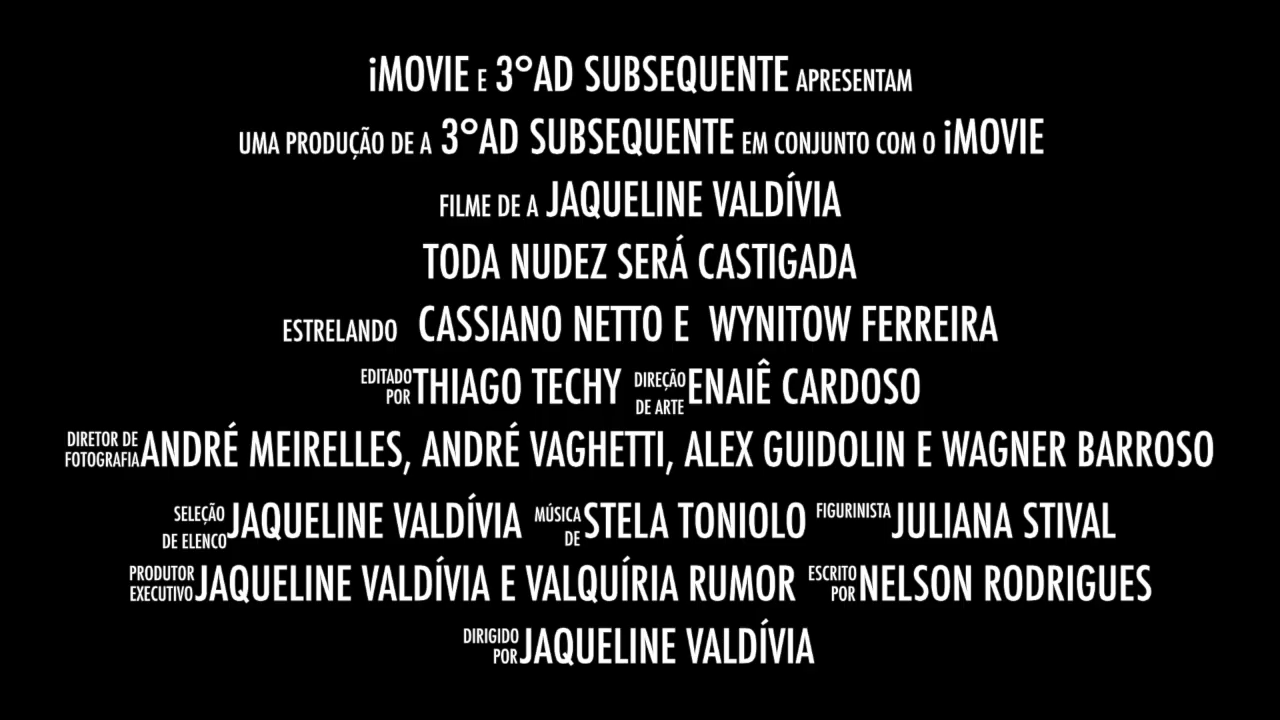 iMOVIE E 3°AD SUBSEQUENTE APRESENTAM
UMA PRODUÇÃO DE A 3°AD SUBSEQUENTE EM CONJUNTO COM O iMOVIE
FILME DE A JAQUELINE VALDÍVIA
TODA NUDEZ SERÁ CASTIGADA
ESTRELANDO CASSIANO NETTO E WYNITOW FERREIRA
EDITADO POR THIAGO TECHY DIREÇÃO DE ARTE ENAIÊ CARDOSO
DIRETOR DE FOTOGRAFIA ANDRÉ MEIRELLES, ANDRÉ VAGHETTI, ALEX GUIDOLIN E WAGNER BARROSO
SELEÇÃO DE ELENCO JAQUELINE VALDÍVIA MÚSICA DE STELA TONIOLO FIGURINISTA JULIANA STIVAL
PRODUTOR EXECUTIVO JAQUELINE VALDÍVIA E VALQUÍRIA RUMOR ESCRITO POR NELSON RODRIGUES
DIRIGIDO POR JAQUELINE VALDÍVIA